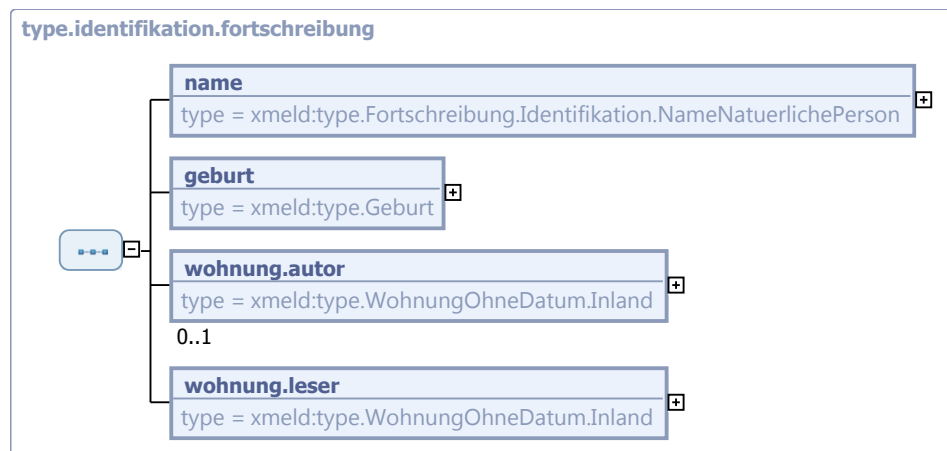 type.identifikation.fortschreibung
name
type = xmeld:type.Fortschreibung.Identifikation.NameNatuerlichePerson
geburt
type = xmeld:type.Geburt
wohnung.autor
type = xmeld:type.WohnungOhneDatum.Inland
0..1
wohnung.leser
type = xmeld:type.WohnungOhneDatum.Inland